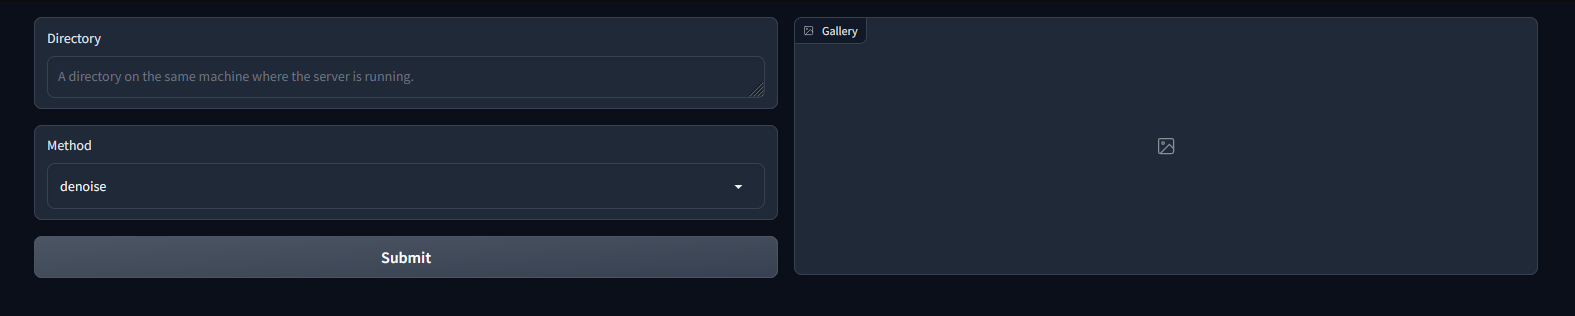 Directory
A directory on the same machine where the server is running.
Method
denoise
Submit
Gallery